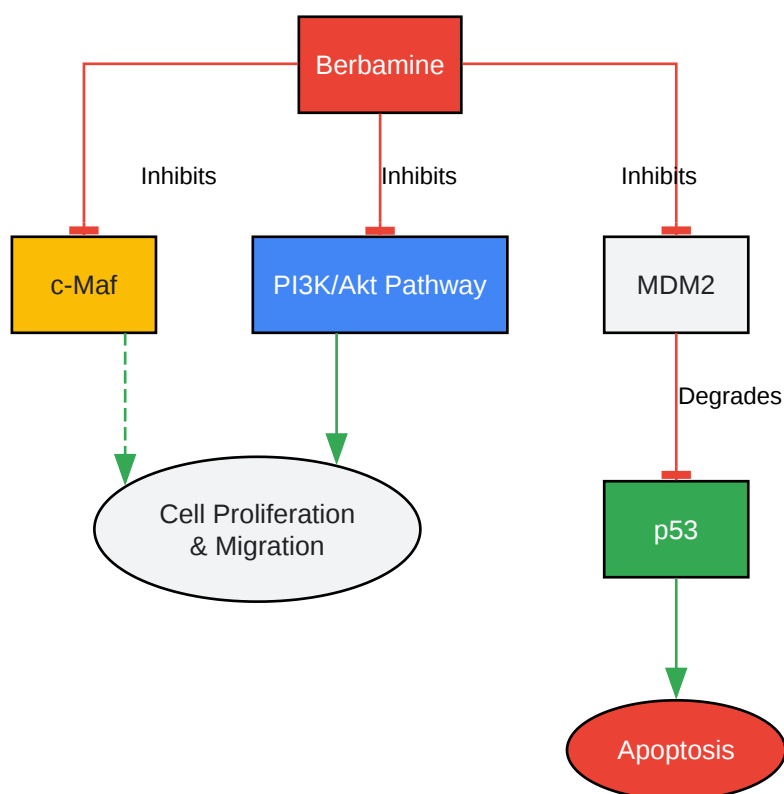 Berbamine
Inhibits
Inhibits
Inhibits
c-Maf
PI3K/Akt Pathway
MDM2
Degrades
Cell Proliferation
& Migration
p53
Apoptosis